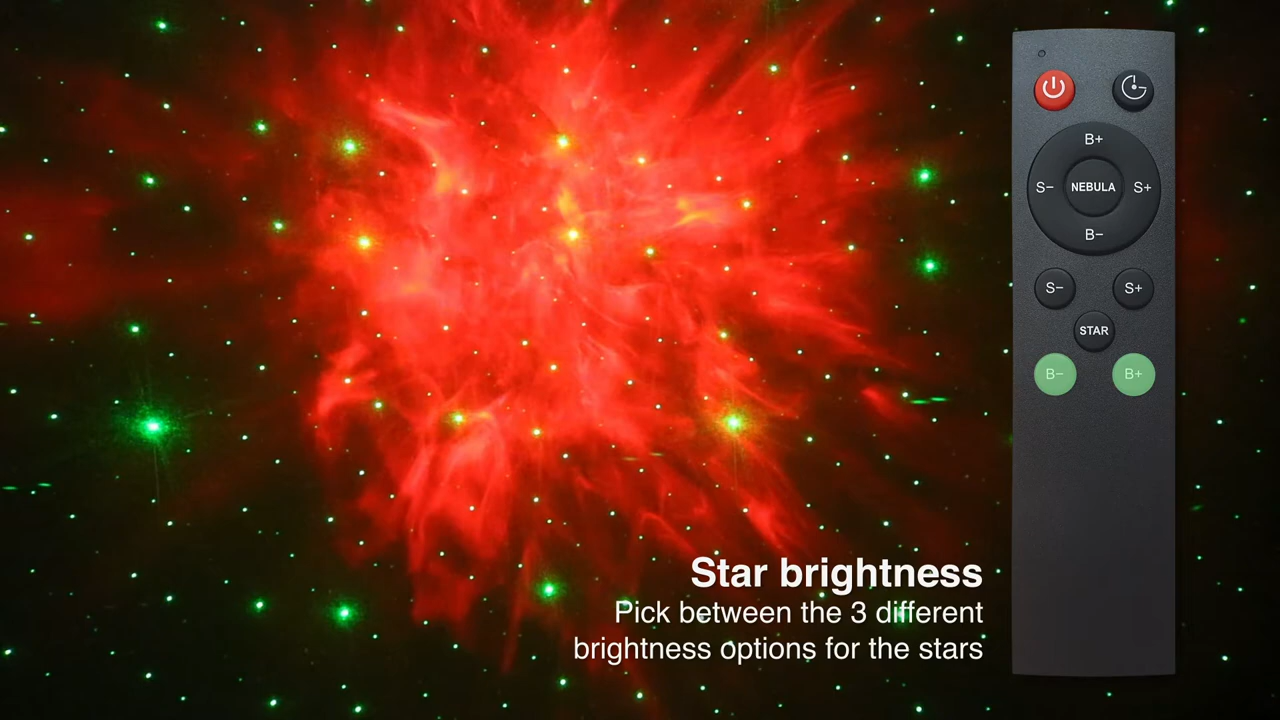 B+
S− NEBULA S+
B−
S− S+
STAR
B− B+
Star brightness
Pick between the 3 different
brightness options for the stars